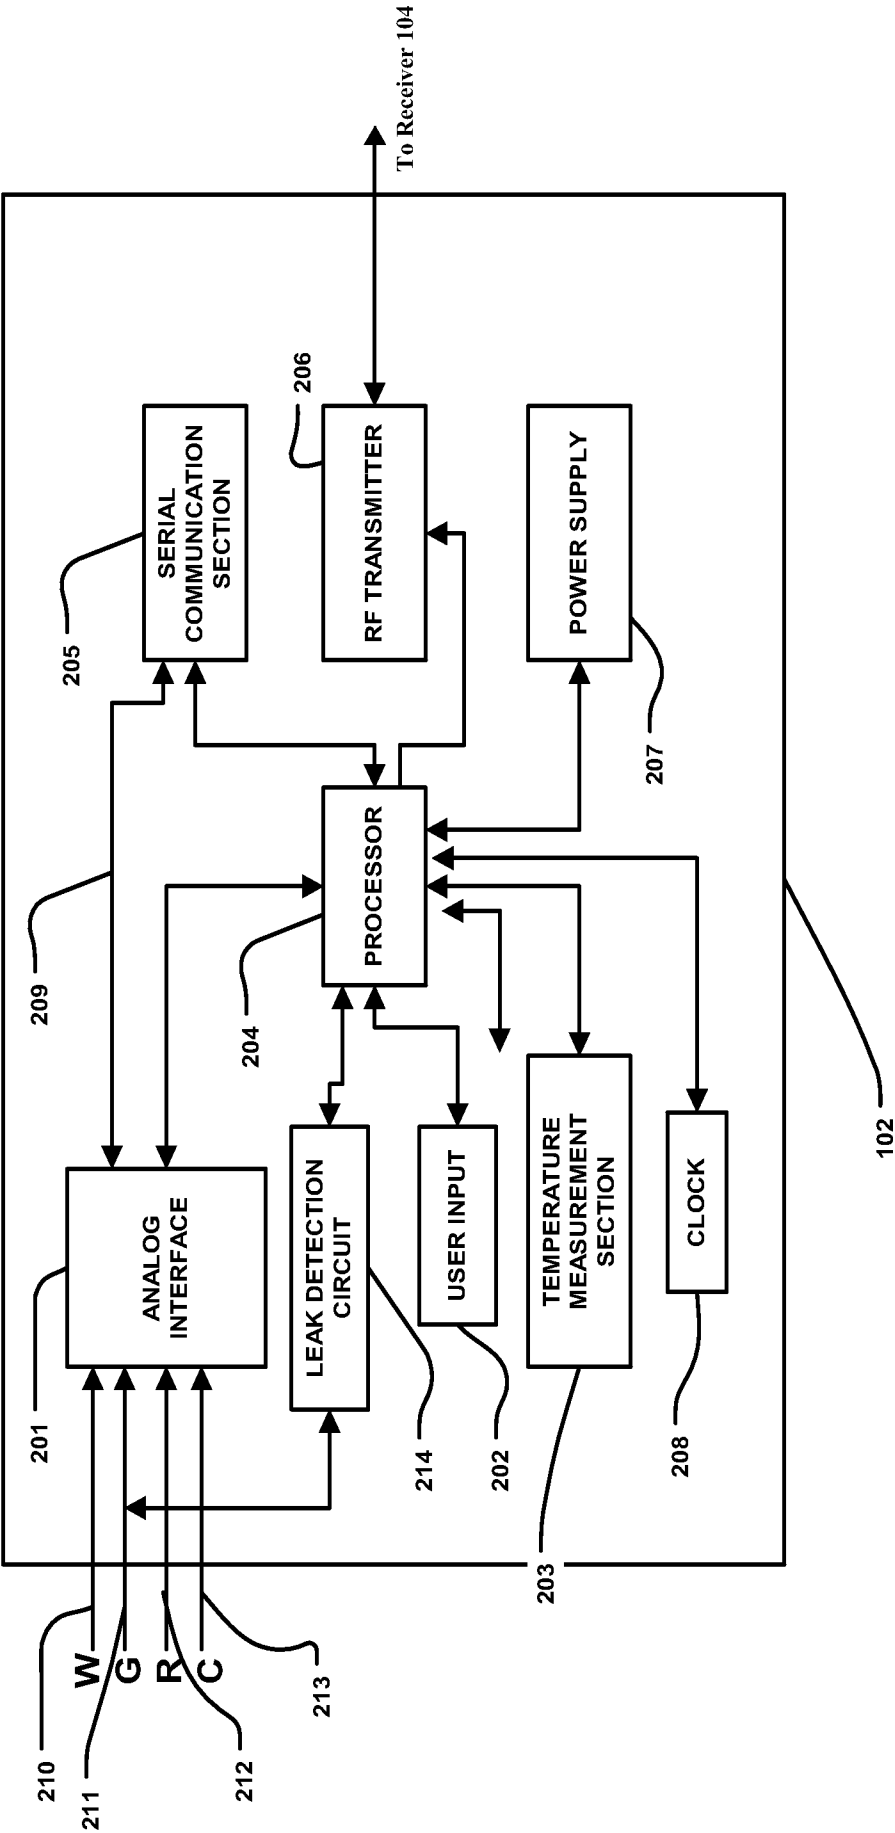 210
W
211
G
212
R
213
C
201
ANALOG
INTERFACE
209
205
SERIAL
COMMUNICATION
SECTION
214
LEAK DETECTION
CIRCUIT
204
PROCESSOR
206
RF TRANSMITTER
To Receiver 104
202
USER INPUT
203
TEMPERATURE
MEASUREMENT
SECTION
207
POWER SUPPLY
208
CLOCK
102